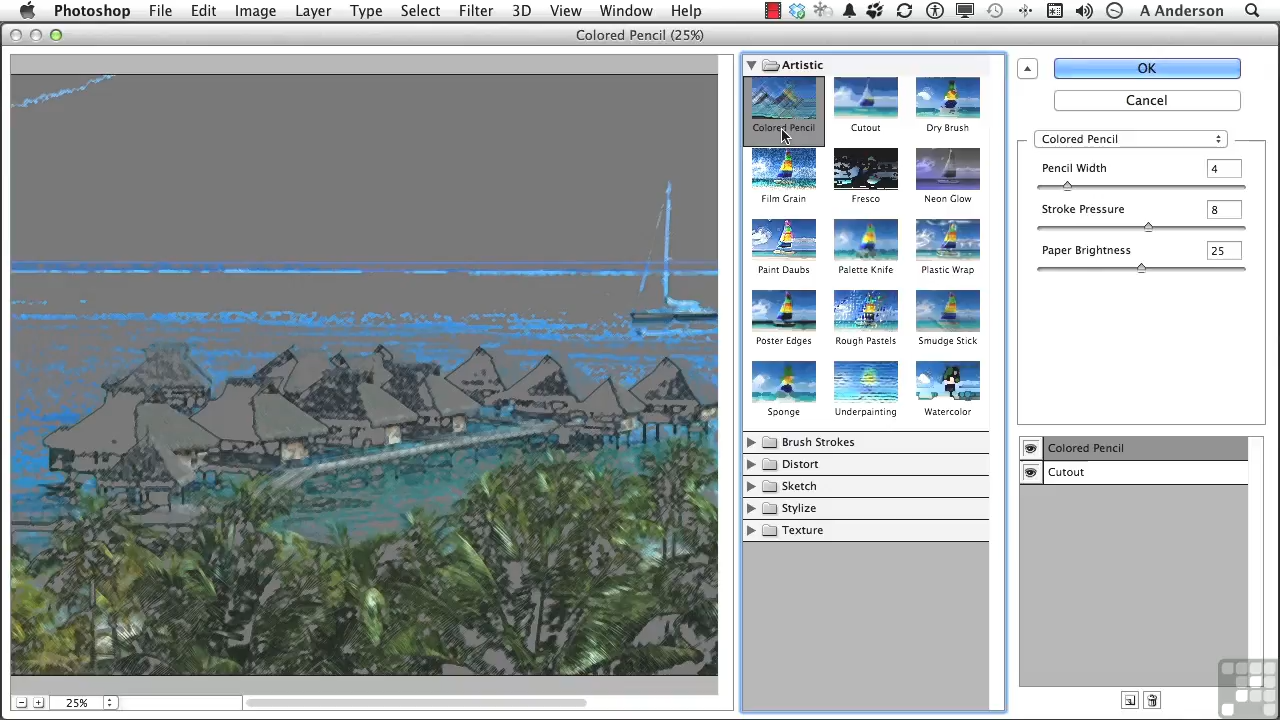 Photoshop File Edit Image Layer Type Select Filter 3D View Window Help A Anderson
Colored Pencil (25%)
Artistic
Colored Pencil Cutout Dry Brush
Film Grain Fresco Neon Glow
Paint Daubs Palette Knife Plastic Wrap
Poster Edges Rough Pastels Smudge Stick
Sponge Underpainting Watercolor
Brush Strokes
Distort
Sketch
Stylize
Texture
OK
Cancel
Colored Pencil
Pencil Width 4
Stroke Pressure 8
Paper Brightness 25
Colored Pencil
Cutout
25%